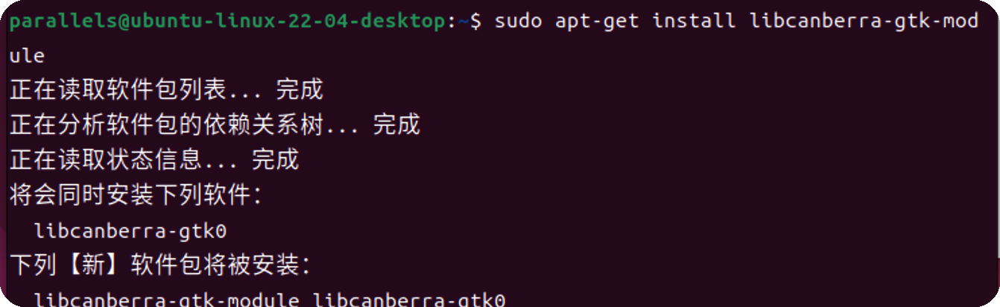 parallels@ubuntu-linux-22-04-desktop:~$ sudo apt-get install libcanberra-gtk-mod
ule
正在读取软件包列表... 完成
正在分析软件包的依赖关系树... 完成
正在读取状态信息... 完成
将会同时安装下列软件：
  libcanberra-gtk0
下列【新】软件包将被安装：
  libcanberra-gtk-module libcanberra-gtk0